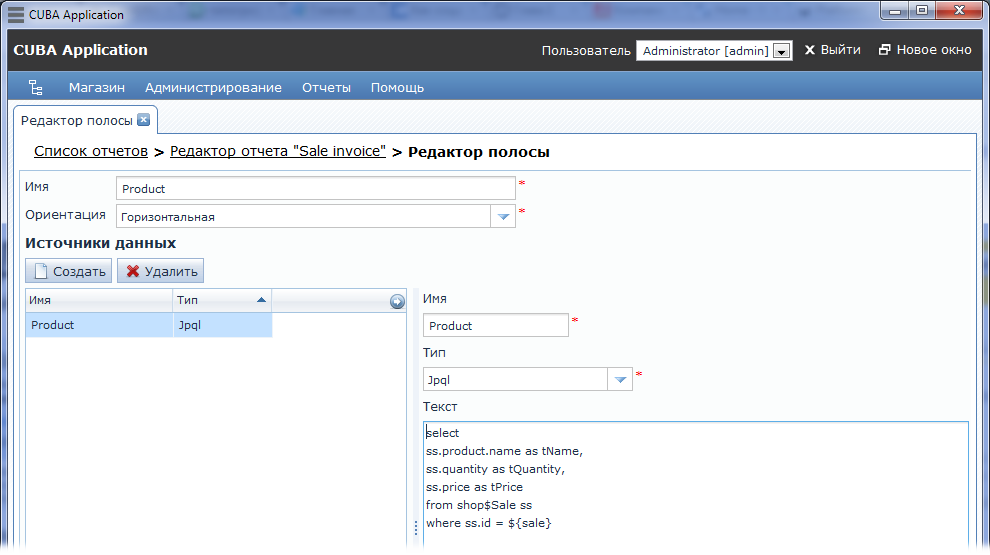 CUBA Application
CUBA Application
Пользователь Administrator [admin] Выйти Новое окно
Магазин Администрирование Отчеты Помощь
Редактор полосы
Список отчетов > Редактор отчета "Sale invoice" > Редактор полосы
Имя Product *
Ориентация Горизонтальная *
Источники данных
Создать Удалить
Имя Тип
Product Jpql
Имя
Product *
Тип
Jpql *
Текст
select
ss.product.name as tName,
ss.quantity as tQuantity,
ss.price as tPrice
from shop$Sale ss
where ss.id = ${sale}